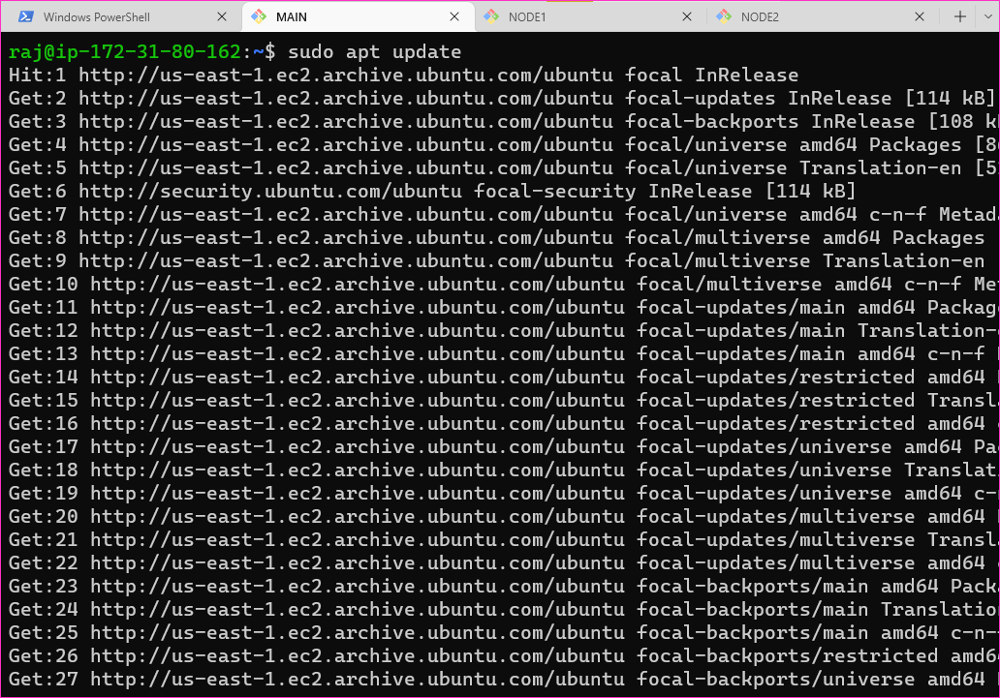 Windows PowerShell MAIN NODE1 NODE2
raj@ip-172-31-80-162:~$ sudo apt update
Hit:1 http://us-east-1.ec2.archive.ubuntu.com/ubuntu focal InRelease
Get:2 http://us-east-1.ec2.archive.ubuntu.com/ubuntu focal-updates InRelease [114 kB]
Get:3 http://us-east-1.ec2.archive.ubuntu.com/ubuntu focal-backports InRelease [108 k
Get:4 http://us-east-1.ec2.archive.ubuntu.com/ubuntu focal/universe amd64 Packages [8
Get:5 http://us-east-1.ec2.archive.ubuntu.com/ubuntu focal/universe Translation-en [5
Get:6 http://security.ubuntu.com/ubuntu focal-security InRelease [114 kB]
Get:7 http://us-east-1.ec2.archive.ubuntu.com/ubuntu focal/universe amd64 c-n-f Metad
Get:8 http://us-east-1.ec2.archive.ubuntu.com/ubuntu focal/multiverse amd64 Packages
Get:9 http://us-east-1.ec2.archive.ubuntu.com/ubuntu focal/multiverse Translation-en
Get:10 http://us-east-1.ec2.archive.ubuntu.com/ubuntu focal/multiverse amd64 c-n-f Me
Get:11 http://us-east-1.ec2.archive.ubuntu.com/ubuntu focal-updates/main amd64 Packag
Get:12 http://us-east-1.ec2.archive.ubuntu.com/ubuntu focal-updates/main Translation-
Get:13 http://us-east-1.ec2.archive.ubuntu.com/ubuntu focal-updates/main amd64 c-n-f
Get:14 http://us-east-1.ec2.archive.ubuntu.com/ubuntu focal-updates/restricted amd64
Get:15 http://us-east-1.ec2.archive.ubuntu.com/ubuntu focal-updates/restricted Transl
Get:16 http://us-east-1.ec2.archive.ubuntu.com/ubuntu focal-updates/restricted amd64
Get:17 http://us-east-1.ec2.archive.ubuntu.com/ubuntu focal-updates/universe amd64 Pa
Get:18 http://us-east-1.ec2.archive.ubuntu.com/ubuntu focal-updates/universe Translat
Get:19 http://us-east-1.ec2.archive.ubuntu.com/ubuntu focal-updates/universe amd64 c-
Get:20 http://us-east-1.ec2.archive.ubuntu.com/ubuntu focal-updates/multiverse amd64
Get:21 http://us-east-1.ec2.archive.ubuntu.com/ubuntu focal-updates/multiverse Transl
Get:22 http://us-east-1.ec2.archive.ubuntu.com/ubuntu focal-updates/multiverse amd64
Get:23 http://us-east-1.ec2.archive.ubuntu.com/ubuntu focal-backports/main amd64 Pack
Get:24 http://us-east-1.ec2.archive.ubuntu.com/ubuntu focal-backports/main Translatio
Get:25 http://us-east-1.ec2.archive.ubuntu.com/ubuntu focal-backports/main amd64 c-n-
Get:26 http://us-east-1.ec2.archive.ubuntu.com/ubuntu focal-backports/restricted amd6
Get:27 http://us-east-1.ec2.archive.ubuntu.com/ubuntu focal-backports/universe amd64